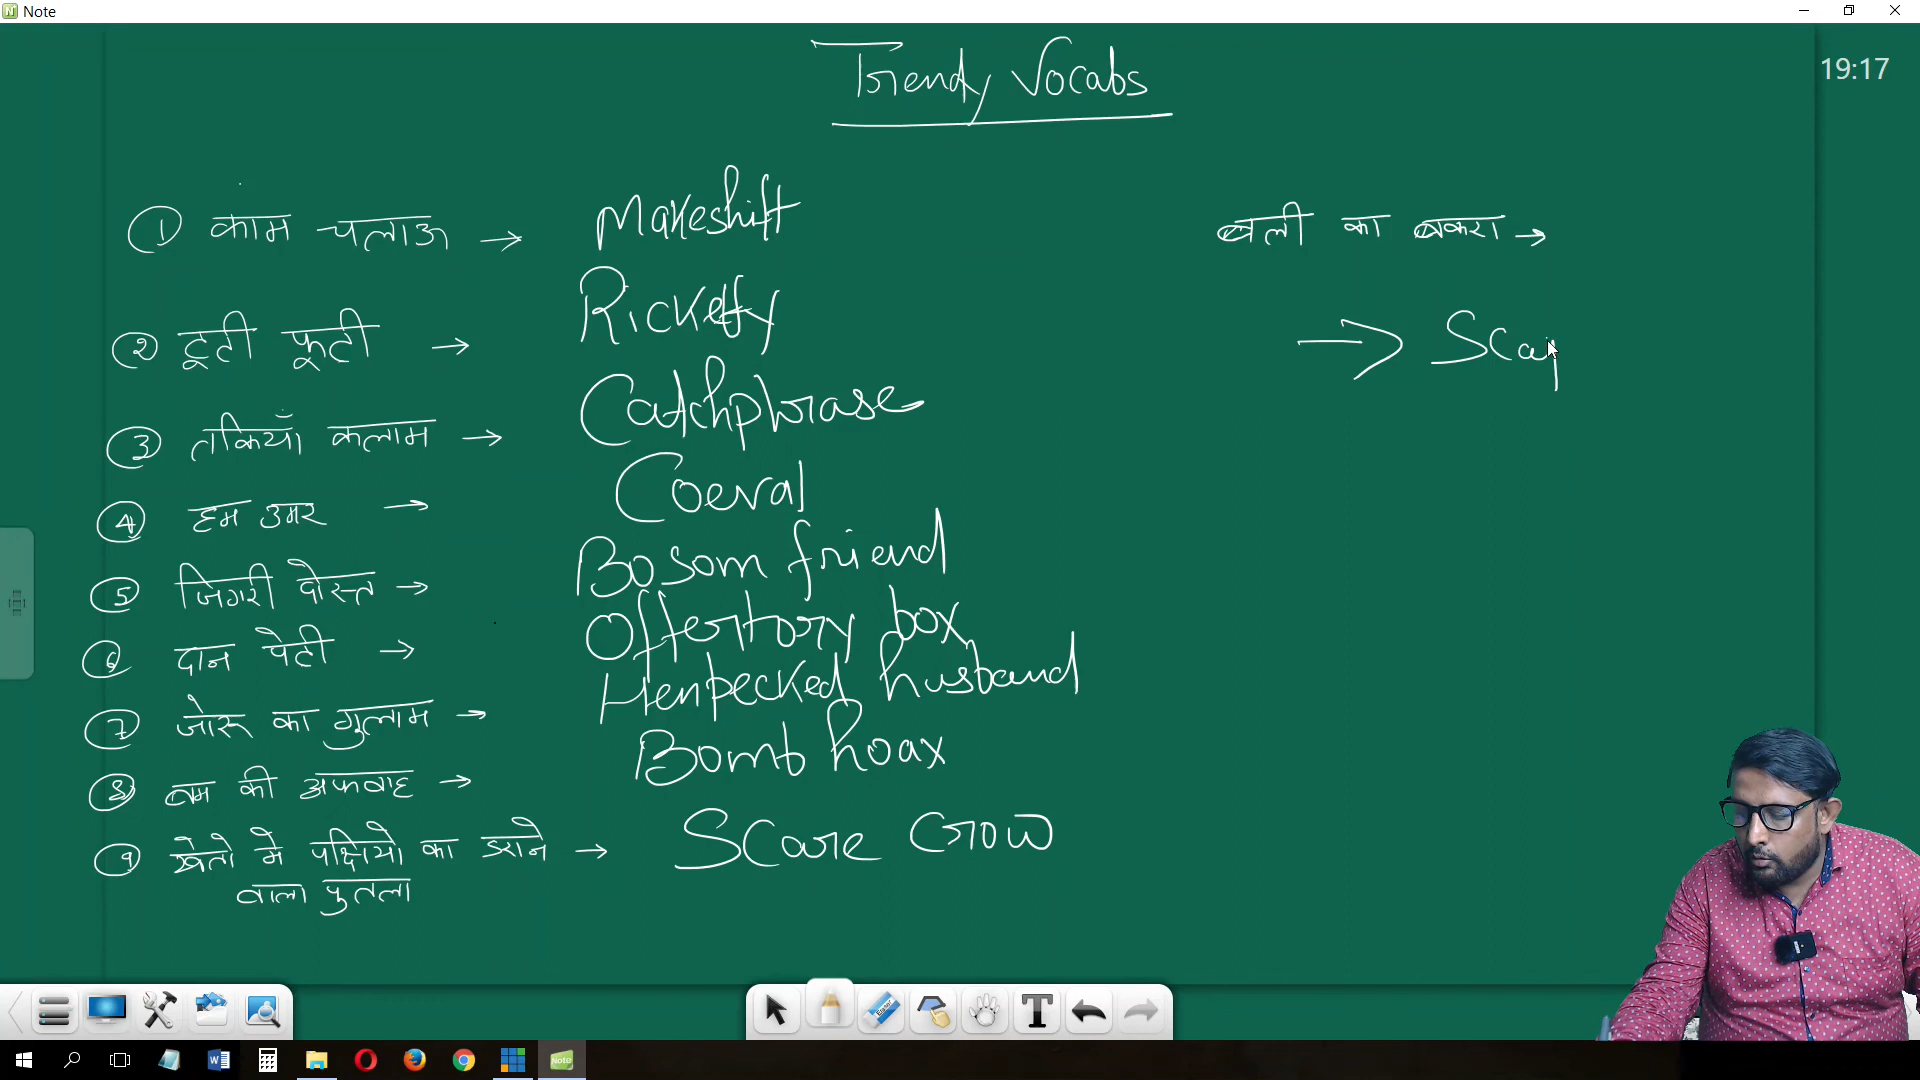 Note
Trendy Vocabs
19:17
① काम चलाऊ → Makeshift
② टूटी फूटी → Rickety
③ तकियाँ कलाम → Catchphrase
④ हम उमर → Coeval
⑤ जिगरी दोस्त → Bosom friend
⑥ दान पेटी → Offertory box
⑦ जोरू का गुलाम → Henpecked husband
⑧ बम की अफवाह → Bomb hoax
⑨ खेतो मे पक्षियो का डराने → Scare Crow
वाला पुतला
बली का बकरा →
→ Scap